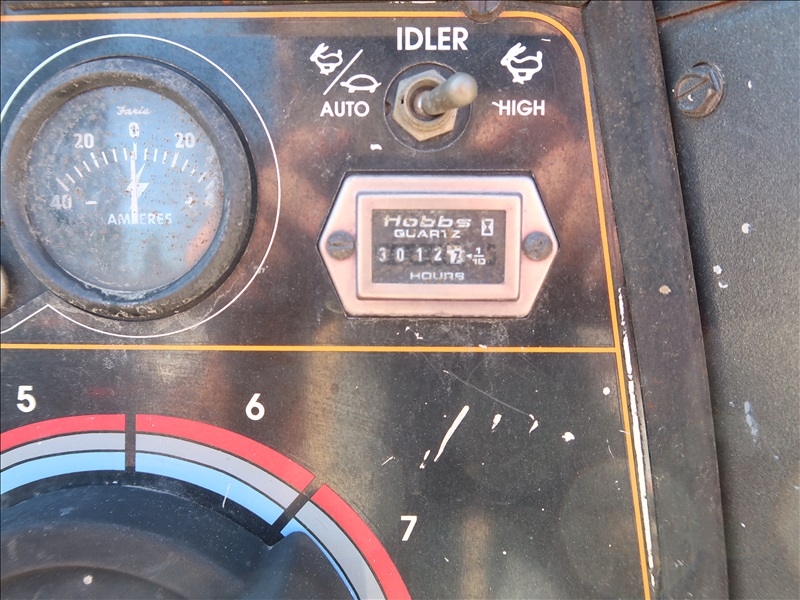 IDLER
AUTO
HIGH
Faria
20 0 20
40
AMPERES
Hobbs
QUARTZ
3012 1/10
HOURS
5
6
7